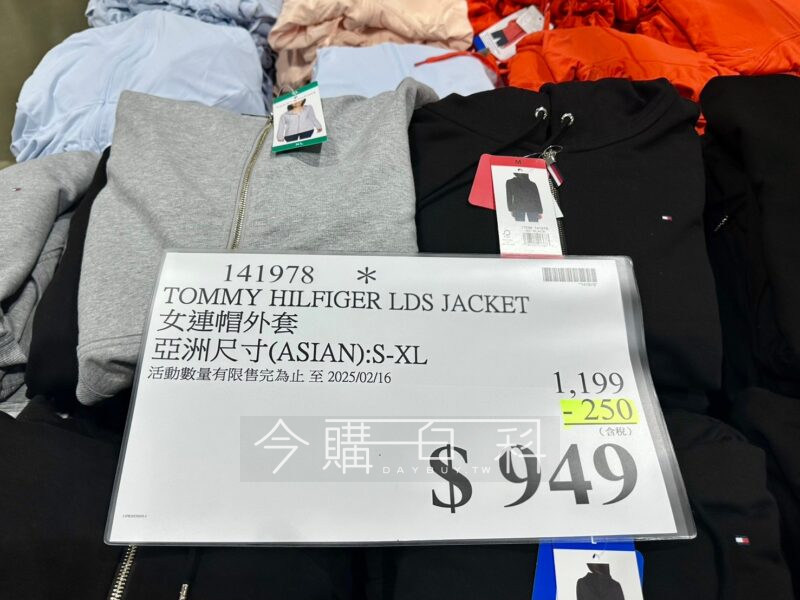 XL
M
141978 *
TOMMY HILFIGER LDS JACKET
女連帽外套
亞洲尺寸(ASIAN):S-XL
活動數量有限售完為止 至 2025/02/16
1,199
- 250
(含稅)
$ 949
今購百科
DAYBUY.TW